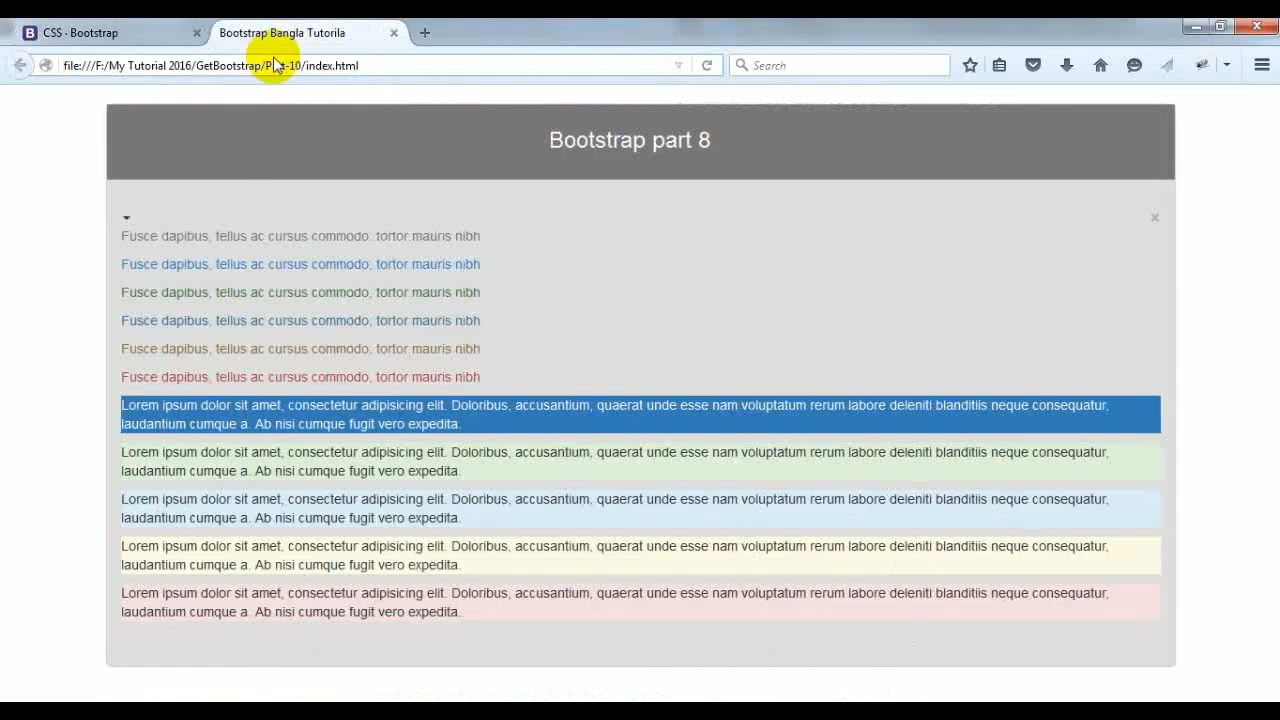 CSS · Bootstrap
Bootstrap Bangla Tutorila
file:///F:/My Tutorial 2016/GetBootstrap/Part-10/index.html
Search
Bootstrap part 8
Fusce dapibus, tellus ac cursus commodo, tortor mauris nibh
Fusce dapibus, tellus ac cursus commodo, tortor mauris nibh
Fusce dapibus, tellus ac cursus commodo, tortor mauris nibh
Fusce dapibus, tellus ac cursus commodo, tortor mauris nibh
Fusce dapibus, tellus ac cursus commodo, tortor mauris nibh
Fusce dapibus, tellus ac cursus commodo, tortor mauris nibh
Lorem ipsum dolor sit amet, consectetur adipisicing elit. Doloribus, accusantium, quaerat unde esse nam voluptatum rerum labore deleniti blanditiis neque consequatur,
laudantium cumque a. Ab nisi cumque fugit vero expedita.
Lorem ipsum dolor sit amet, consectetur adipisicing elit. Doloribus, accusantium, quaerat unde esse nam voluptatum rerum labore deleniti blanditiis neque consequatur,
laudantium cumque a. Ab nisi cumque fugit vero expedita.
Lorem ipsum dolor sit amet, consectetur adipisicing elit. Doloribus, accusantium, quaerat unde esse nam voluptatum rerum labore deleniti blanditiis neque consequatur,
laudantium cumque a. Ab nisi cumque fugit vero expedita.
Lorem ipsum dolor sit amet, consectetur adipisicing elit. Doloribus, accusantium, quaerat unde esse nam voluptatum rerum labore deleniti blanditiis neque consequatur,
laudantium cumque a. Ab nisi cumque fugit vero expedita.
Lorem ipsum dolor sit amet, consectetur adipisicing elit. Doloribus, accusantium, quaerat unde esse nam voluptatum rerum labore deleniti blanditiis neque consequatur,
laudantium cumque a. Ab nisi cumque fugit vero expedita.